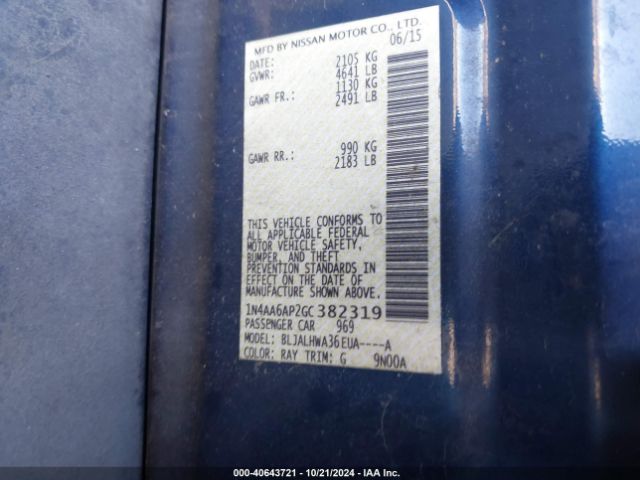 MFD BY NISSAN MOTOR CO., LTD.
DATE: 06/15
GVWR: 2105 KG
4641 LB
GAWR FR.: 1130 KG
2491 LB
GAWR RR.: 990 KG
2183 LB
THIS VEHICLE CONFORMS TO
ALL APPLICABLE FEDERAL
MOTOR VEHICLE SAFETY,
BUMPER, AND THEFT
PREVENTION STANDARDS IN
EFFECT ON THE DATE OF
MANUFACTURE SHOWN ABOVE.
1N4AA6AP2GC382319
PASSENGER CAR 969
MODEL: BLJALHWA36EUA----A
COLOR: RAY TRIM: G 9N00A
000-40643721 | 10/21/2024 | IAA Inc.